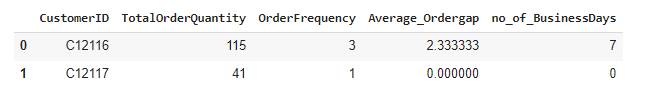 CustomerID TotalOrderQuantity OrderFrequency Average_Ordergap no_of_BusinessDays
0 C12116 115 3 2.333333 7
1 C12117 41 1 0.000000 0